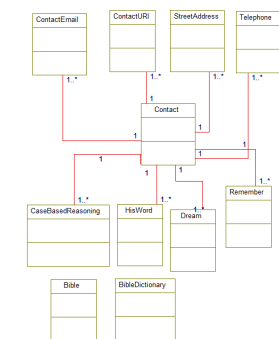 ContactEmail
ContactURI
StreetAddress
Telephone
1..*
1..*
1..*
1..*
1
1
Contact
1
1
1
1
1
1
1
1..*
1..*
1..*
1..*
CaseBasedReasoning
HisWord
Dream
Remember
Bible
BibleDictionary